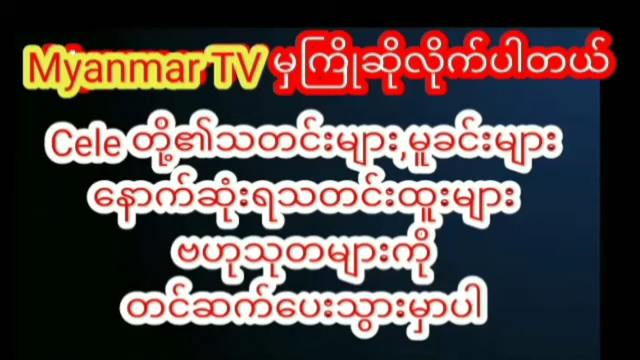 Myanmar TV မှကြိုဆိုလိုက်ပါတယ်
Cele တို့၏သတင်းများ,မူခင်းများ
နောက်ဆုံးရသတင်းထူးများ
ဗဟုသုတများကို
တင်ဆက်ပေးသွားမှာပါ